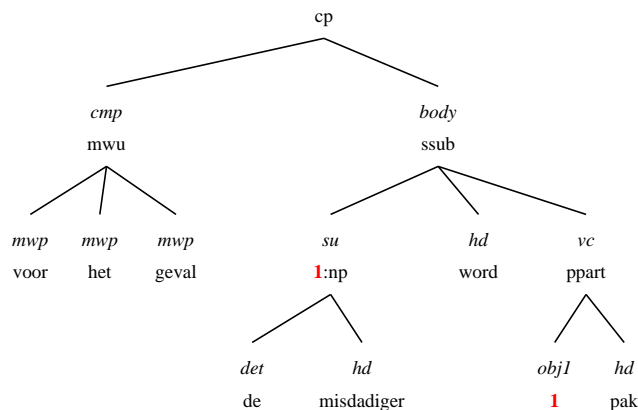 cp
cmp body
mwu ssub
mwp mwp mwp su hd vc
voor het geval 1:np word ppart
det hd obj1 hd
de misdadiger 1 pak